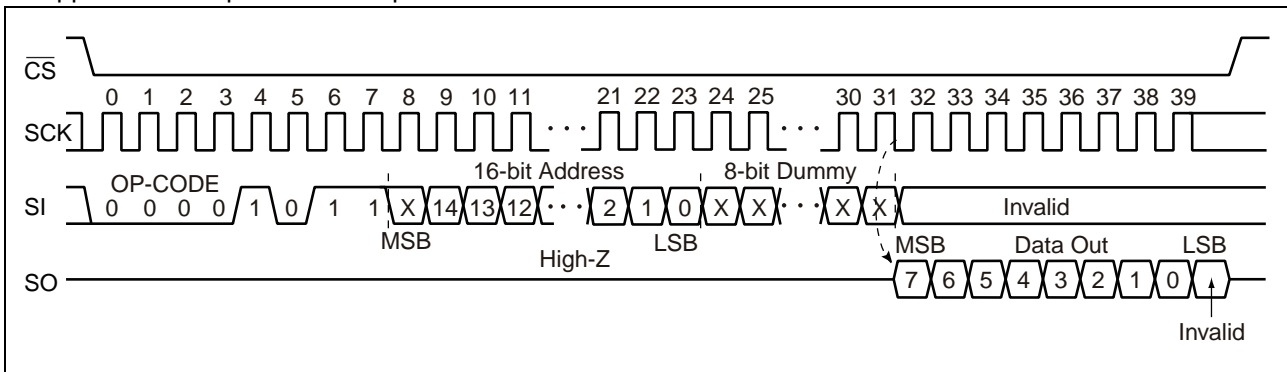 CS
0 1 2 3 4 5 6 7 8 9 10 11 21 22 23 24 25 30 31 32 33 34 35 36 37 38 39
SCK ··· ···
OP-CODE 16-bit Address 8-bit Dummy
SI 0 0 0 0 1 0 1 1 X 14 13 12 ··· 2 1 0 X X ··· X X Invalid
MSB LSB MSB Data Out LSB
High-Z
SO 7 6 5 4 3 2 1 0
Invalid